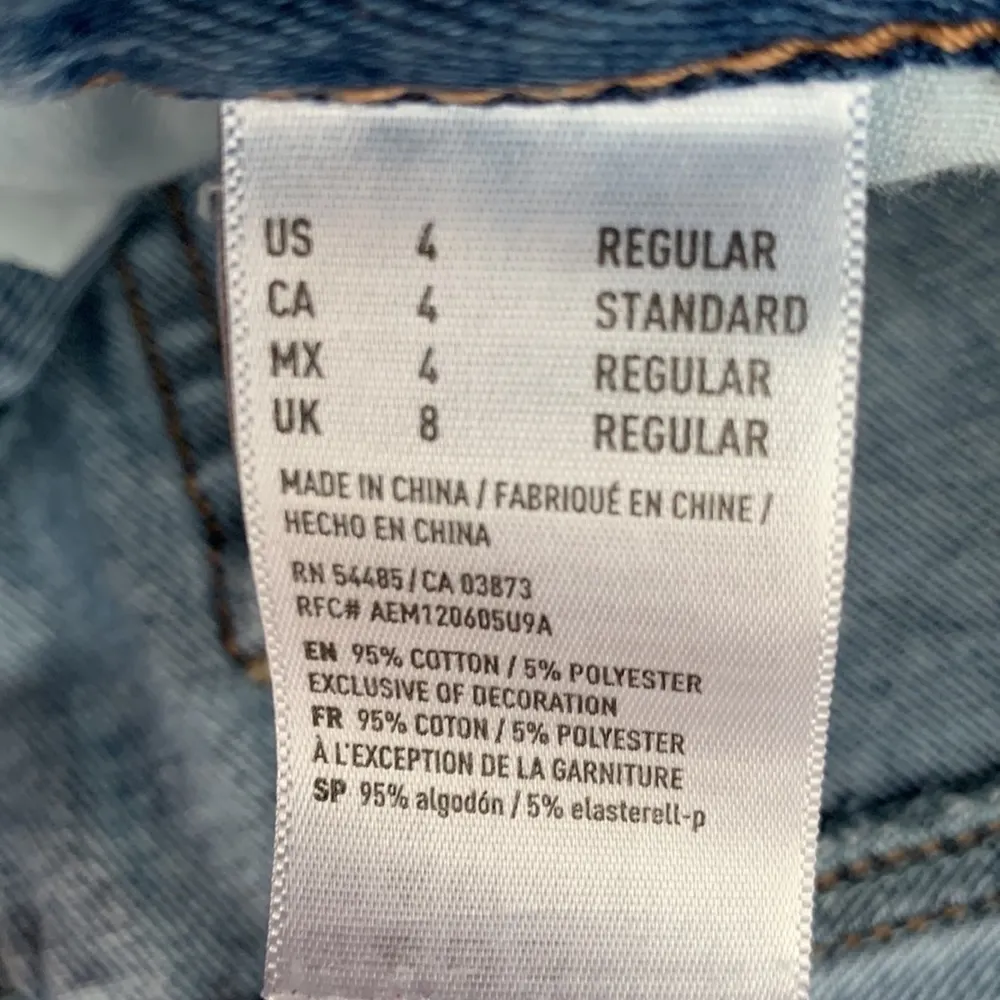 US 4 REGULAR
CA 4 STANDARD
MX 4 REGULAR
UK 8 REGULAR
MADE IN CHINA / FABRIQUÉ EN CHINE /
HECHO EN CHINA
RN 54485 / CA 03873
RFC# AEM120605U9A
EN 95% COTTON / 5% POLYESTER
EXCLUSIVE OF DECORATION
FR 95% COTON / 5% POLYESTER
À L'EXCEPTION DE LA GARNITURE
SP 95% algodón / 5% elasterell-p